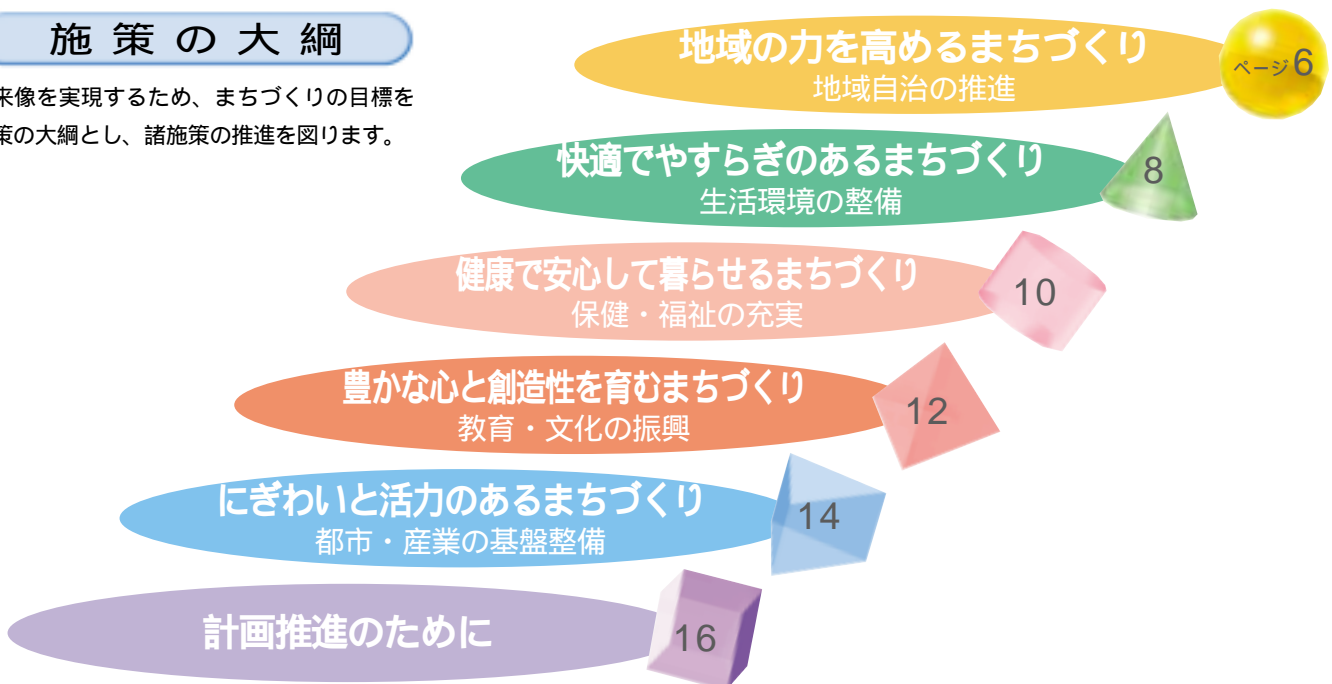 施策の大綱
来像を実現するため、まちづくりの目標を
策の大綱とし、諸施策の推進を図ります。
地域の力を高めるまちづくり
地域自治の推進
ページ6
快適でやすらぎのあるまちづくり
生活環境の整備
8
健康で安心して暮らせるまちづくり
保健・福祉の充実
10
豊かな心と創造性を育むまちづくり
教育・文化の振興
12
にぎわいと活力のあるまちづくり
都市・産業の基盤整備
14
計画推進のために
16